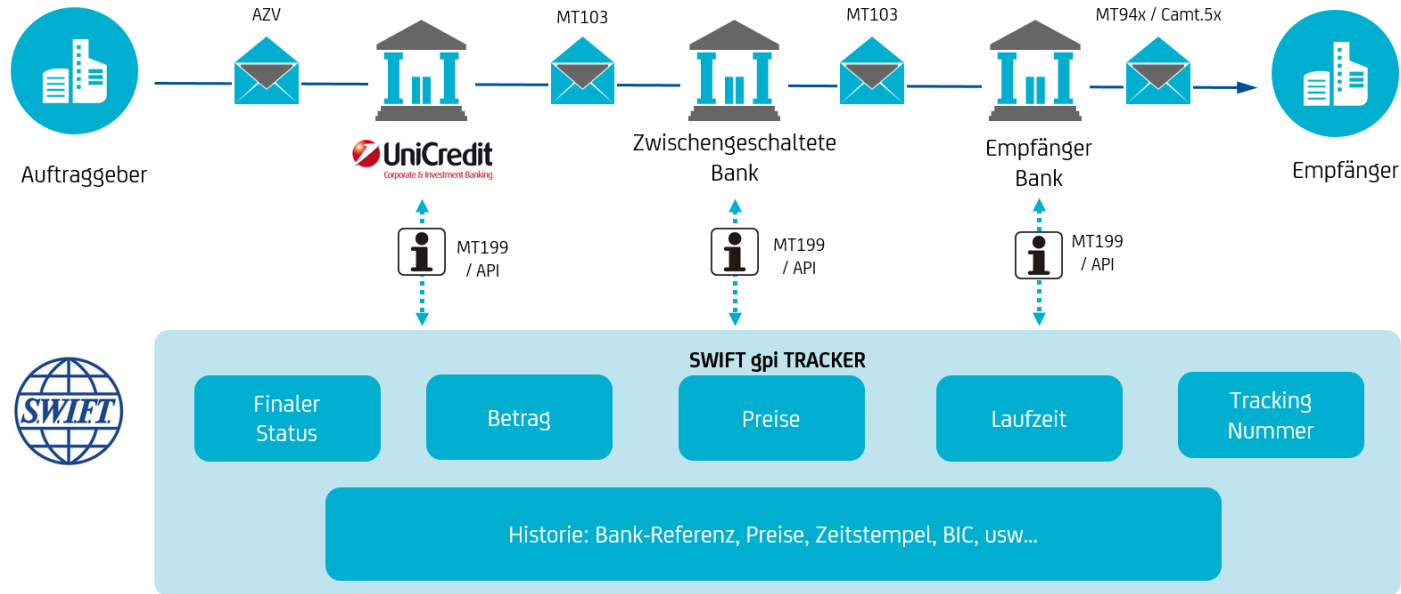 AZV
MT103
MT103
MT94x / Camt.5x
UniCredit
Corporate & Investment Banking
Auftraggeber
Zwischengeschaltete
Bank
Empfänger
Bank
Empfänger
MT199
/ API
MT199
/ API
MT199
/ API
S.W.I.F.T.
SWIFT gpi TRACKER
Finaler
Status
Betrag
Preise
Laufzeit
Tracking
Nummer
Historie: Bank-Referenz, Preise, Zeitstempel, BIC, usw...